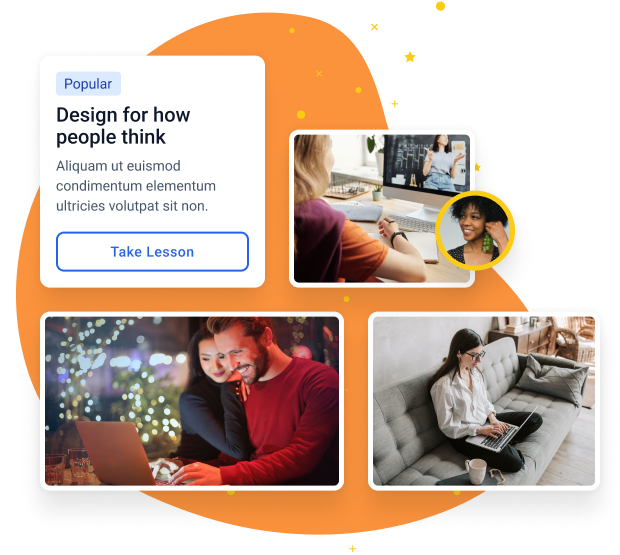 Popular
Design for how
people think
Aliquam ut euismod
condimentum elementum
ultricies volutpat sit non.
Take Lesson